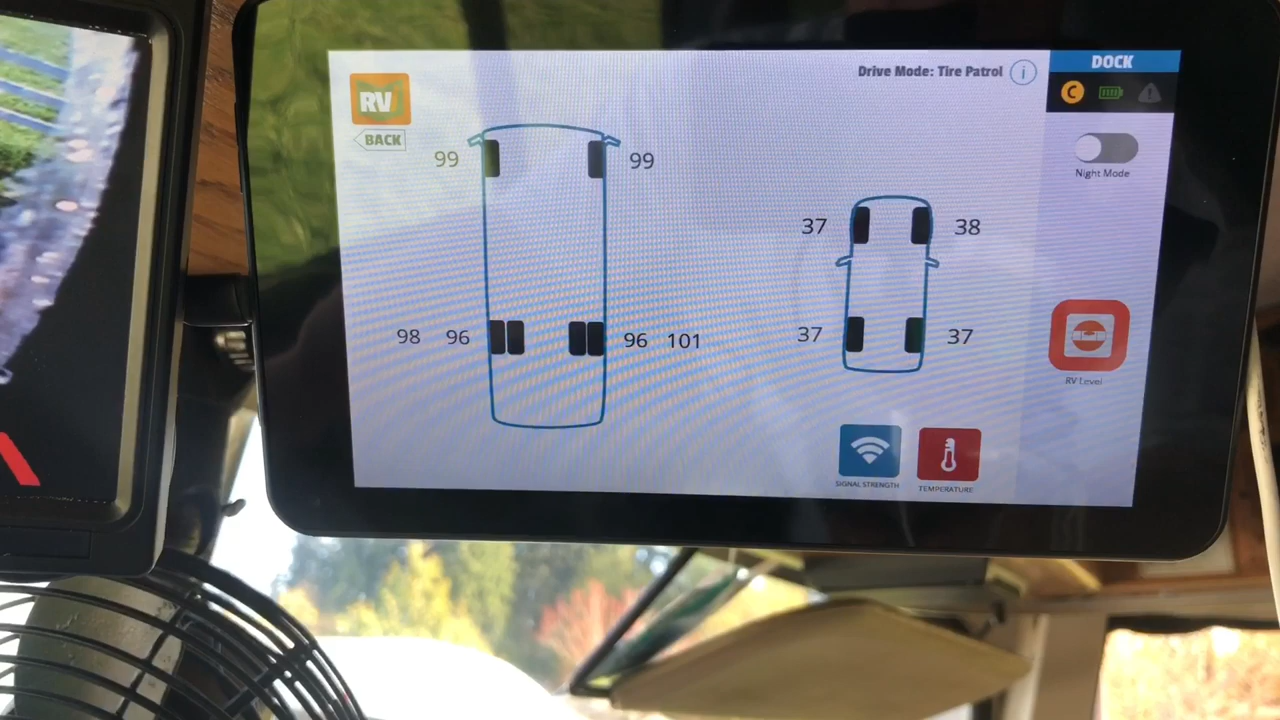 Drive Mode: Tire Patrol i
DOCK
RV
C
BACK
99 99
Night Mode
37 38
98 96 96 101
37 37
RV Level
SIGNAL STRENGTH
TEMPERATURE